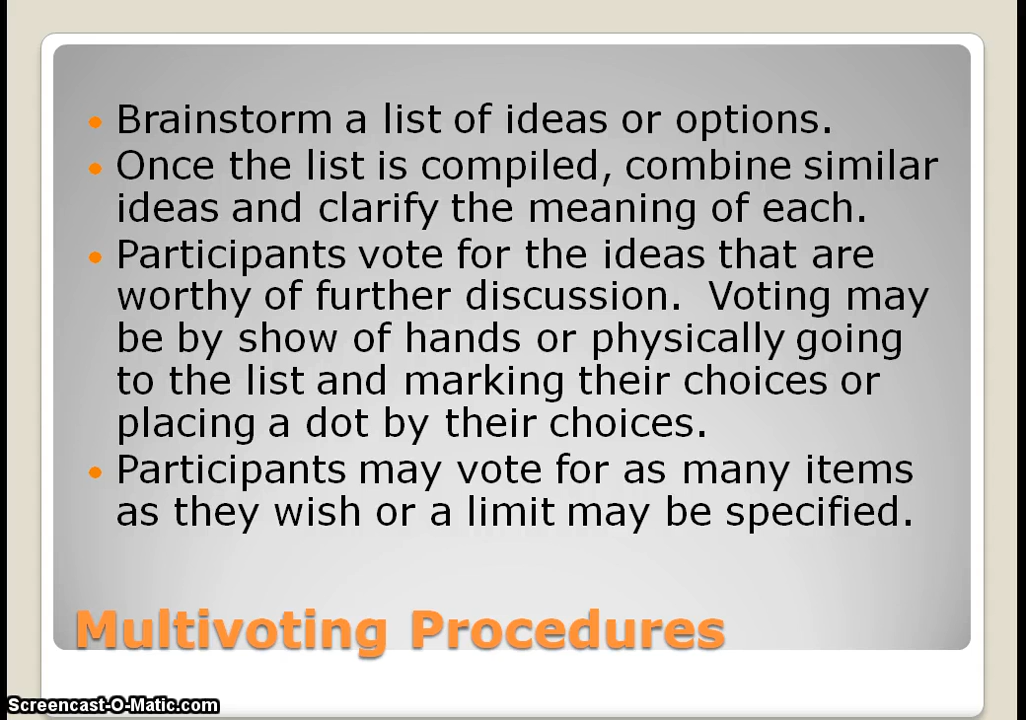 • Brainstorm a list of ideas or options.
• Once the list is compiled, combine similar
ideas and clarify the meaning of each.
• Participants vote for the ideas that are
worthy of further discussion.  Voting may
be by show of hands or physically going
to the list and marking their choices or
placing a dot by their choices.
• Participants may vote for as many items
as they wish or a limit may be specified.
Multivoting Procedures
Screencast-O-Matic.com